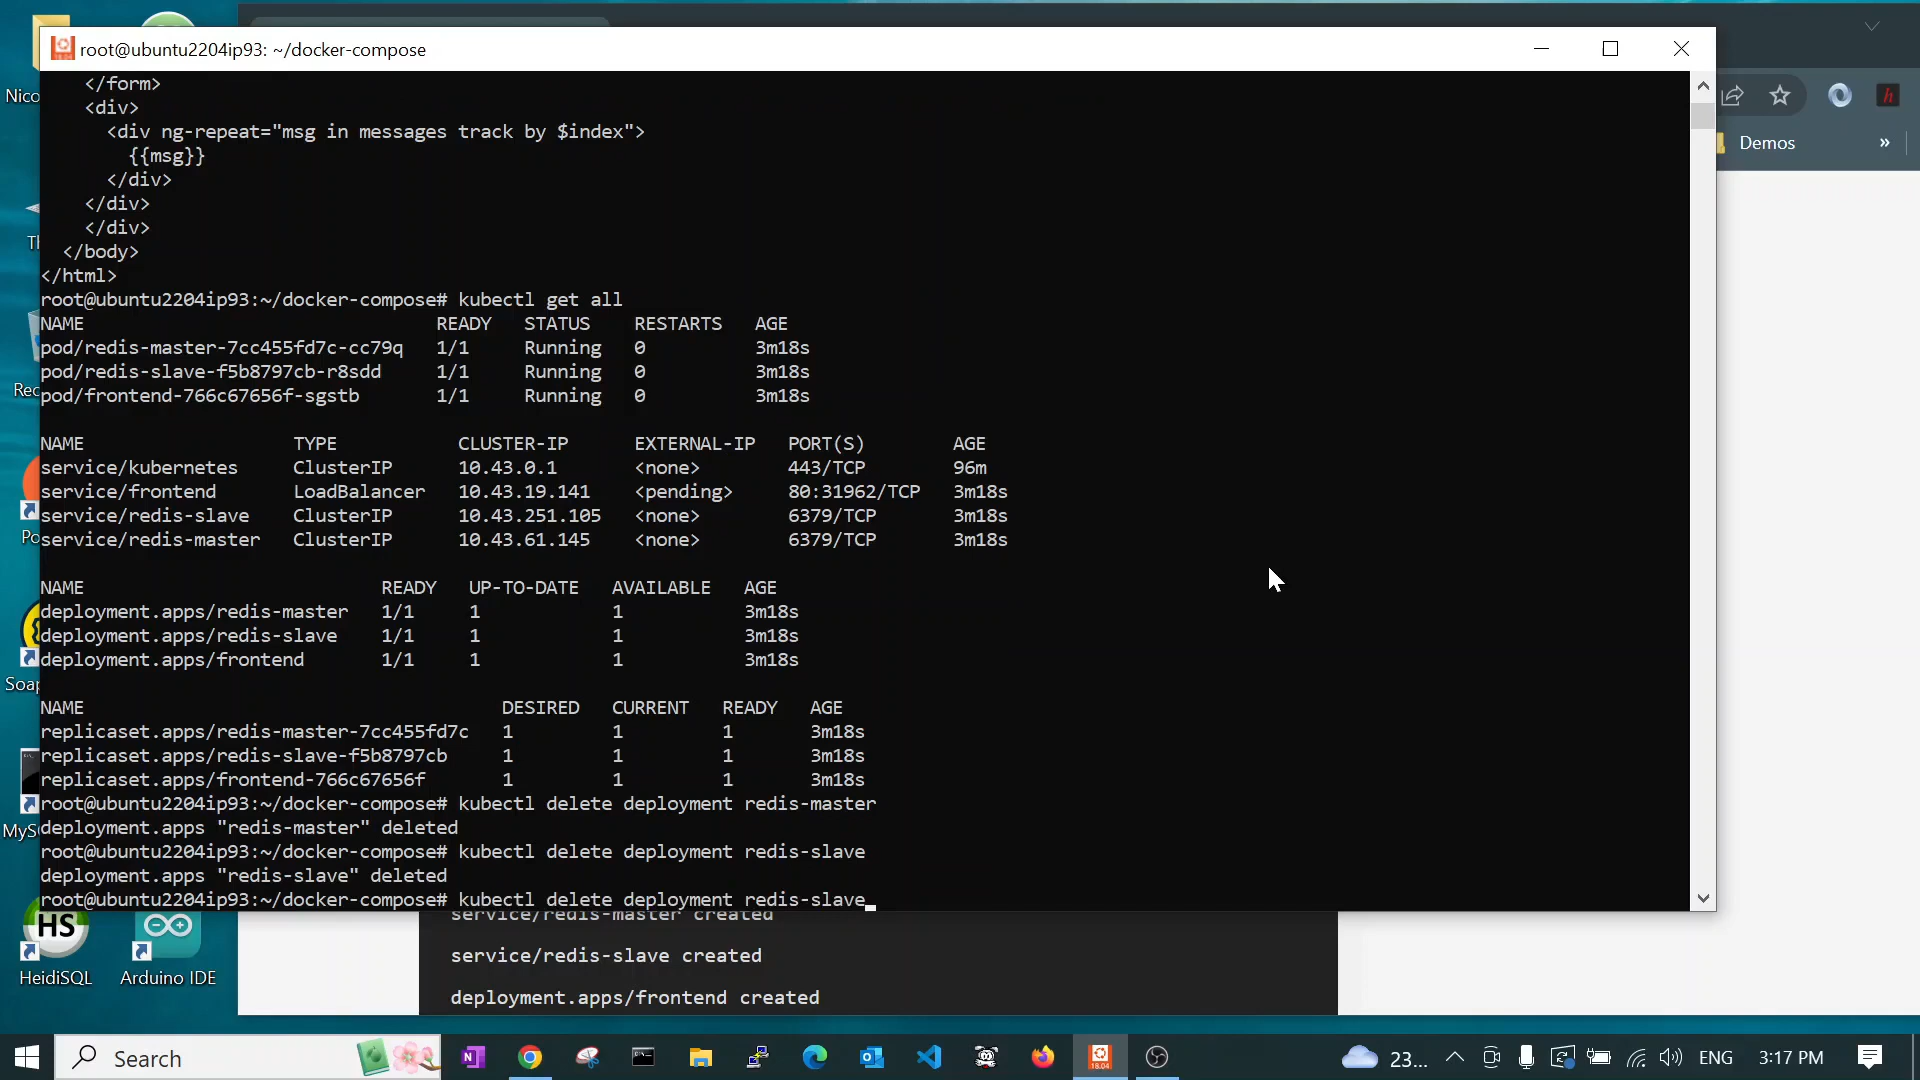 root@ubuntu2204ip93: ~/docker-compose
</form>
<div>
<div ng-repeat="msg in messages track by $index">
{{msg}}
</div>
</div>
</div>
</body>
</html>
root@ubuntu2204ip93:~/docker-compose# kubectl get all
NAME READY STATUS RESTARTS AGE
pod/redis-master-7cc455fd7c-cc79q 1/1 Running 0 3m18s
pod/redis-slave-f5b8797cb-r8sdd 1/1 Running 0 3m18s
pod/frontend-766c67656f-sgstb 1/1 Running 0 3m18s
NAME TYPE CLUSTER-IP EXTERNAL-IP PORT(S) AGE
service/kubernetes ClusterIP 10.43.0.1 <none> 443/TCP 96m
service/frontend LoadBalancer 10.43.19.141 <pending> 80:31962/TCP 3m18s
service/redis-slave ClusterIP 10.43.251.105 <none> 6379/TCP 3m18s
service/redis-master ClusterIP 10.43.61.145 <none> 6379/TCP 3m18s
NAME READY UP-TO-DATE AVAILABLE AGE
deployment.apps/redis-master 1/1 1 1 3m18s
deployment.apps/redis-slave 1/1 1 1 3m18s
deployment.apps/frontend 1/1 1 1 3m18s
NAME DESIRED CURRENT READY AGE
replicaset.apps/redis-master-7cc455fd7c 1 1 1 3m18s
replicaset.apps/redis-slave-f5b8797cb 1 1 1 3m18s
replicaset.apps/frontend-766c67656f 1 1 1 3m18s
root@ubuntu2204ip93:~/docker-compose# kubectl delete deployment redis-master
deployment.apps "redis-master" deleted
root@ubuntu2204ip93:~/docker-compose# kubectl delete deployment redis-slave
deployment.apps "redis-slave" deleted
root@ubuntu2204ip93:~/docker-compose# kubectl delete deployment redis-slave
service/redis-master created
service/redis-slave created
deployment.apps/frontend created
Demos »
Nico
Th
Rec
Po
Soap
MySQ
HS
HeidiSQL
Arduino IDE
Search
23...
ENG
3:17 PM